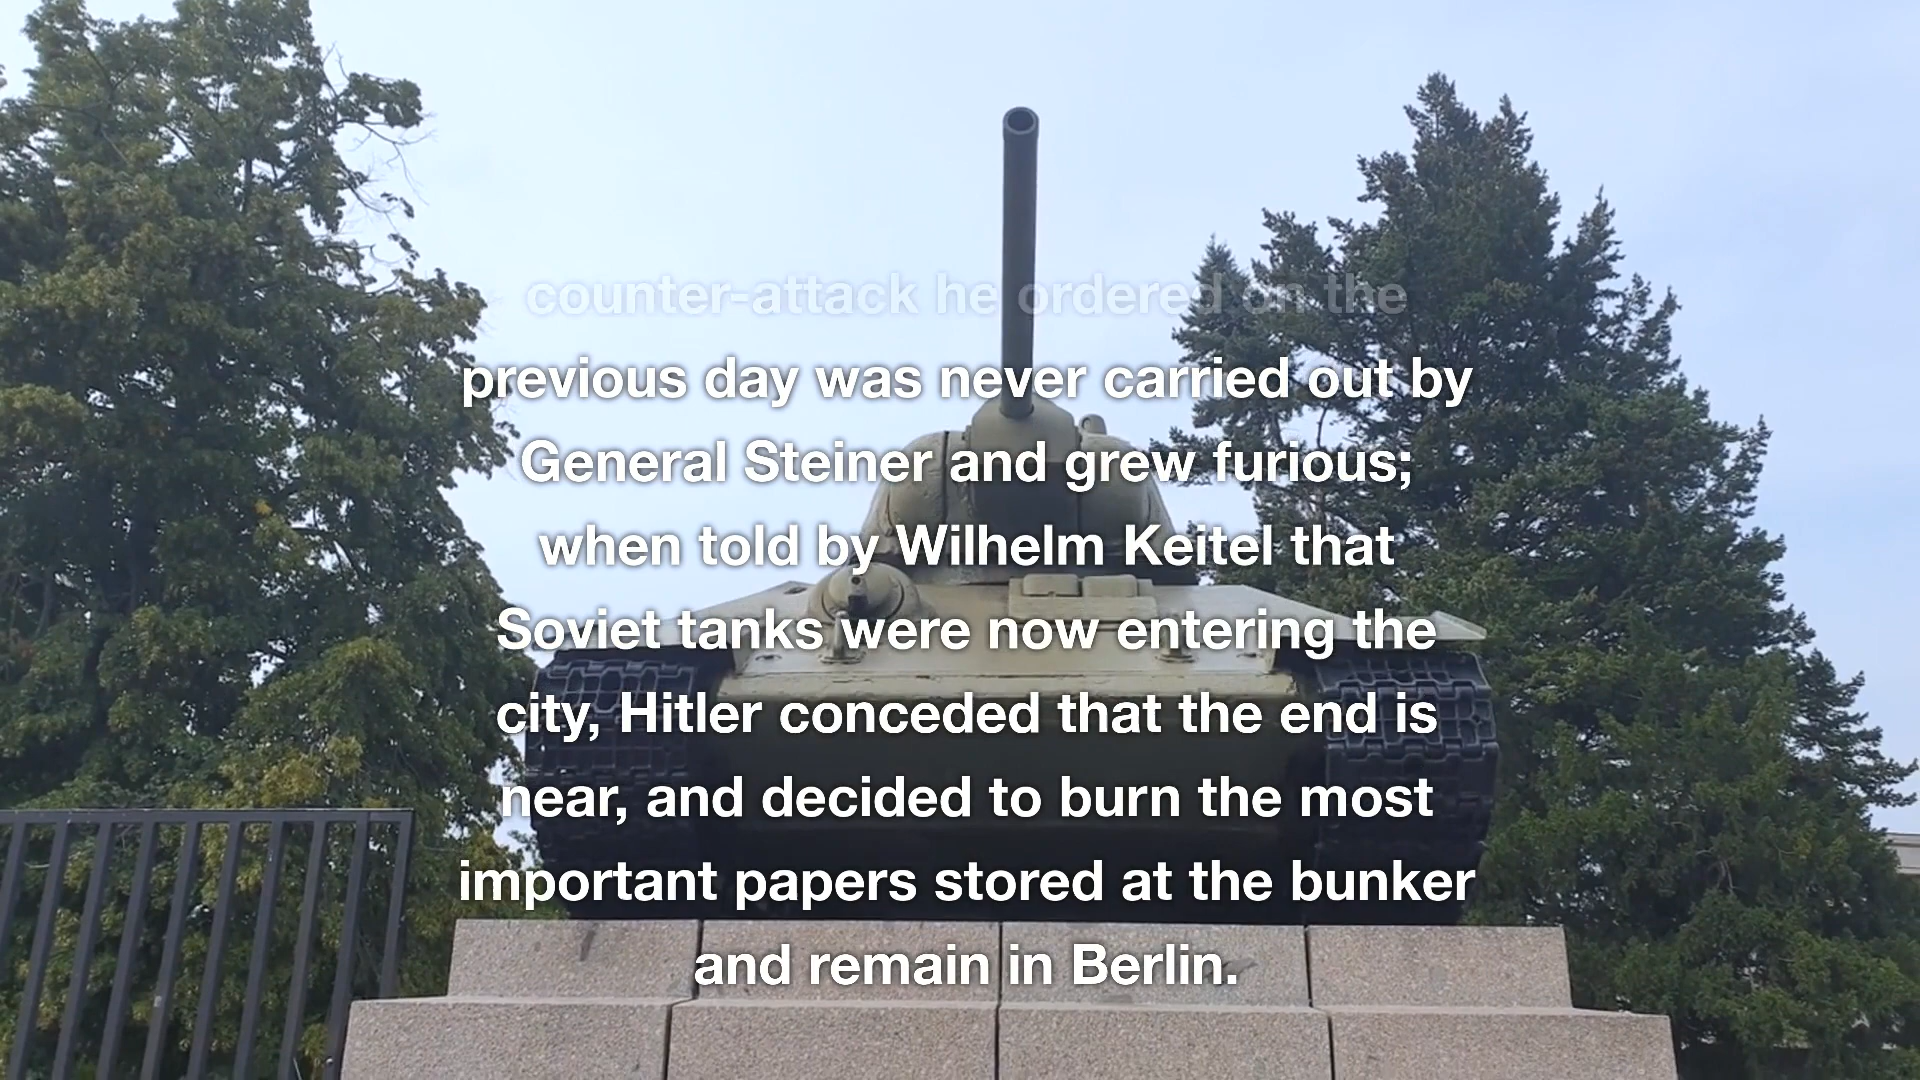 counter-attack he ordered on the
previous day was never carried out by
General Steiner and grew furious;
when told by Wilhelm Keitel that
Soviet tanks were now entering the
city, Hitler conceded that the end is
near, and decided to burn the most
important papers stored at the bunker
and remain in Berlin.